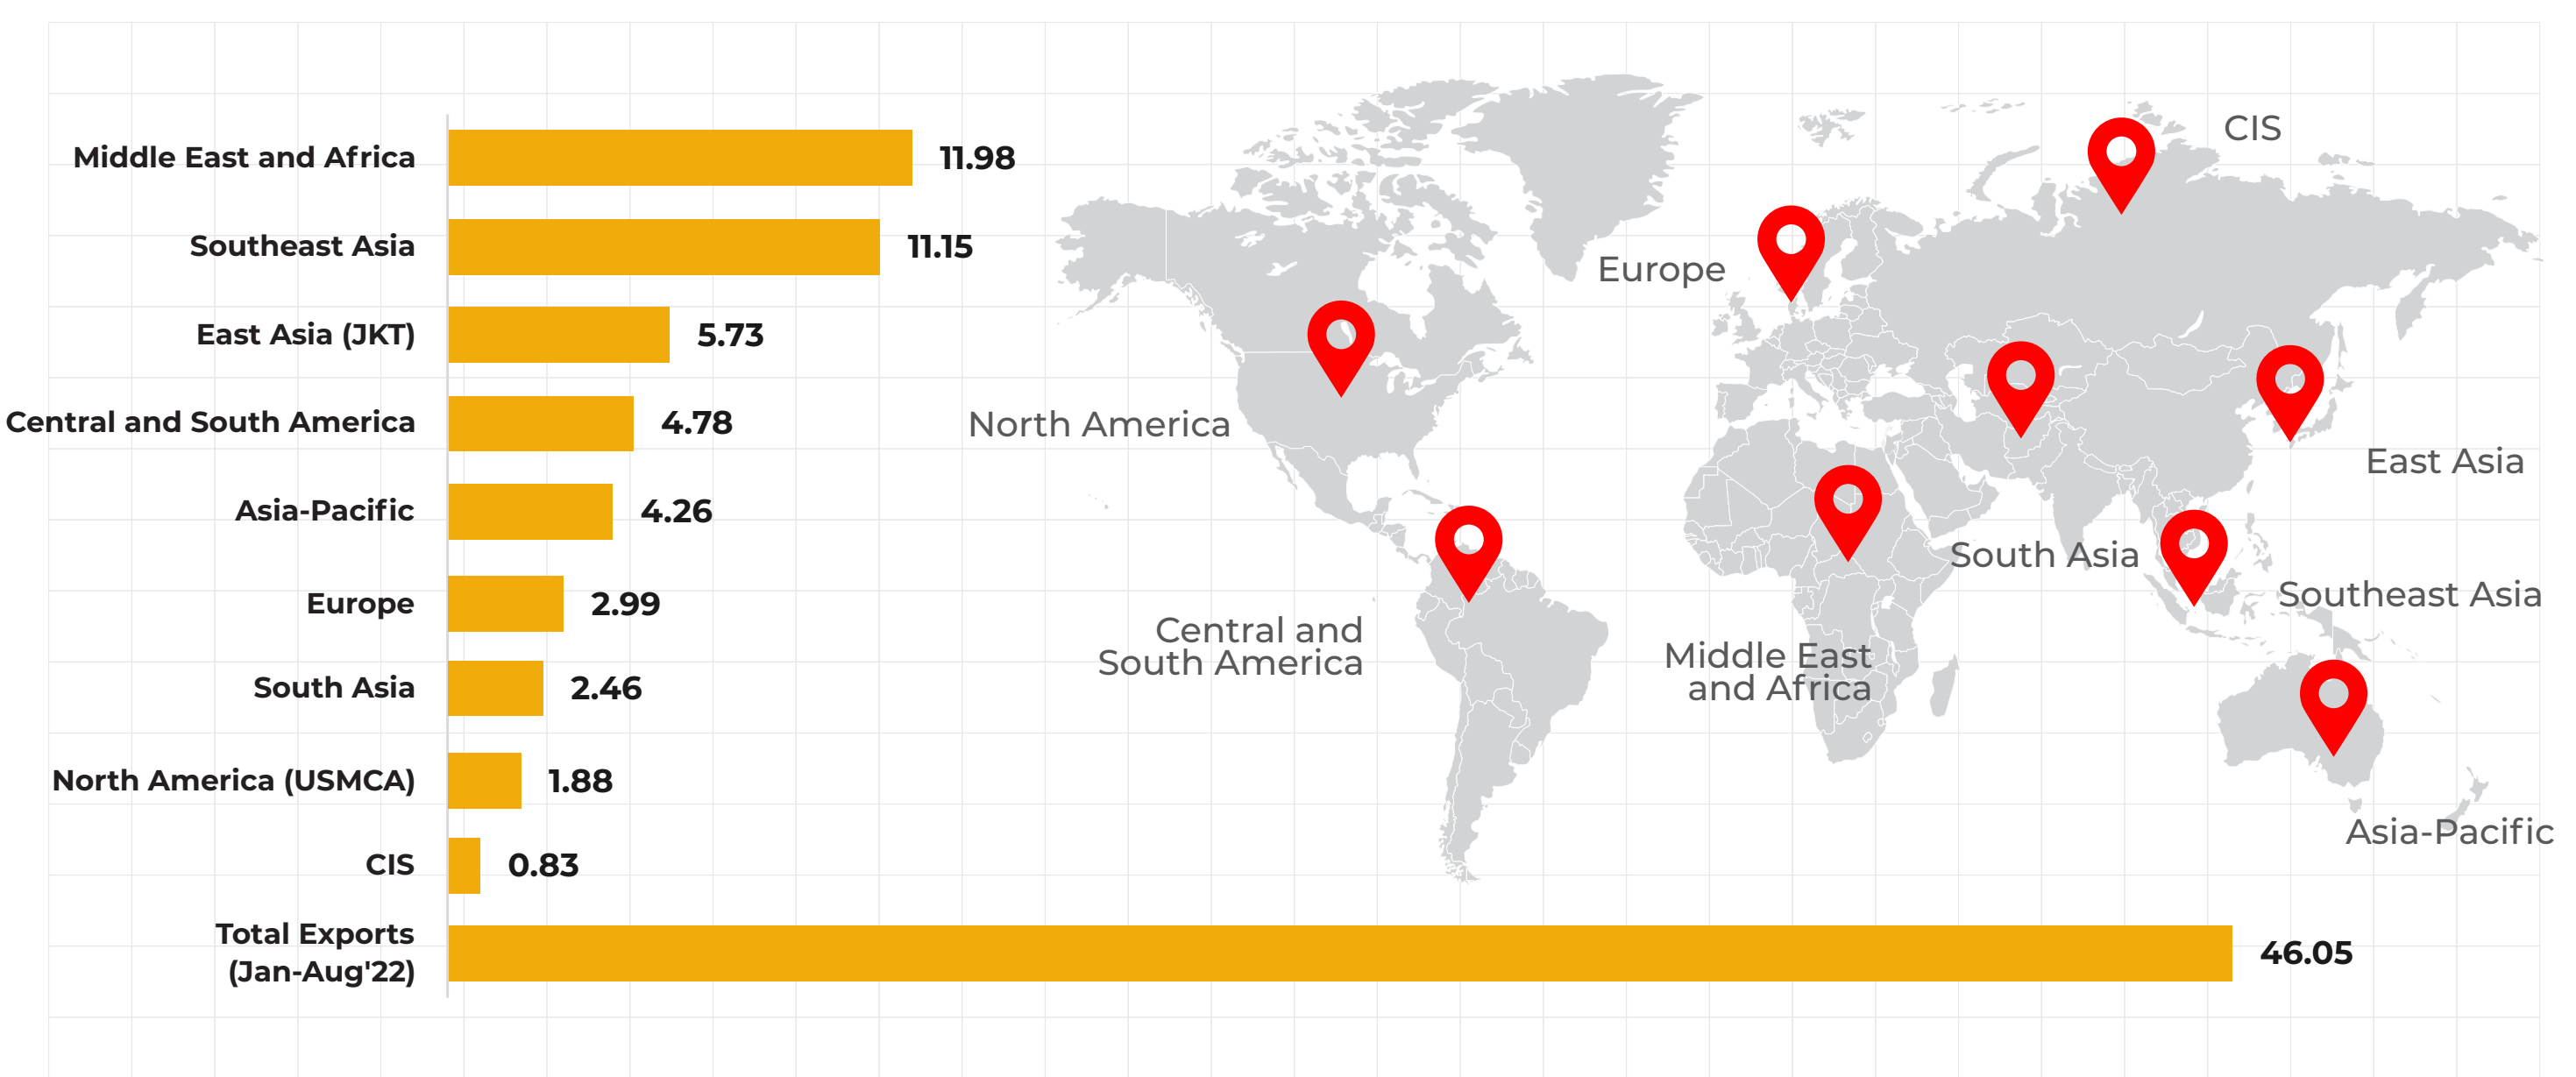 Middle East and Africa
11.98
Southeast Asia
11.15
East Asia (JKT)
5.73
Central and South America
4.78
Asia-Pacific
4.26
Europe
2.99
South Asia
2.46
North America (USMCA)
1.88
CIS
0.83
Total Exports
(Jan-Aug'22)
46.05
CIS
Europe
North America
East Asia
South Asia
Southeast Asia
Central and
South America
Middle East
and Africa
Asia-Pacific